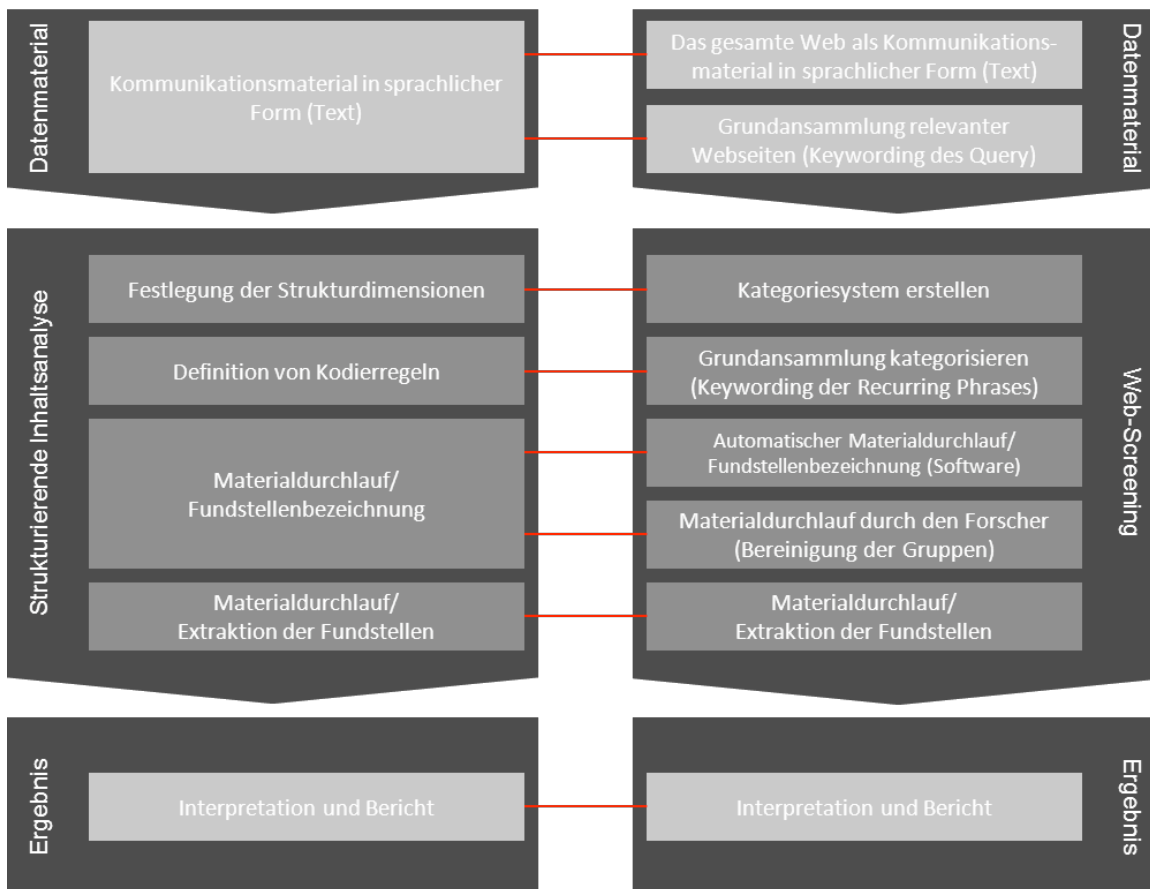 Datenmaterial
Kommunikationsmaterial in sprachlicher
Form (Text)
Das gesamte Web als Kommunikations-
material in sprachlicher Form (Text)
Grundansammlung relevanter
Webseiten (Keywording des Query)
Datenmaterial
Strukturierende Inhaltsanalyse
Festlegung der Strukturdimensionen
Definition von Kodierregeln
Materialdurchlauf/
Fundstellenbezeichnung
Materialdurchlauf/
Extraktion der Fundstellen
Kategoriesystem erstellen
Grundansammlung kategorisieren
(Keywording der Recurring Phrases)
Automatischer Materialdurchlauf/
Fundstellenbezeichnung (Software)
Materialdurchlauf durch den Forscher
(Bereinigung der Gruppen)
Materialdurchlauf/
Extraktion der Fundstellen
Web-Screening
Ergebnis
Interpretation und Bericht
Interpretation und Bericht
Ergebnis